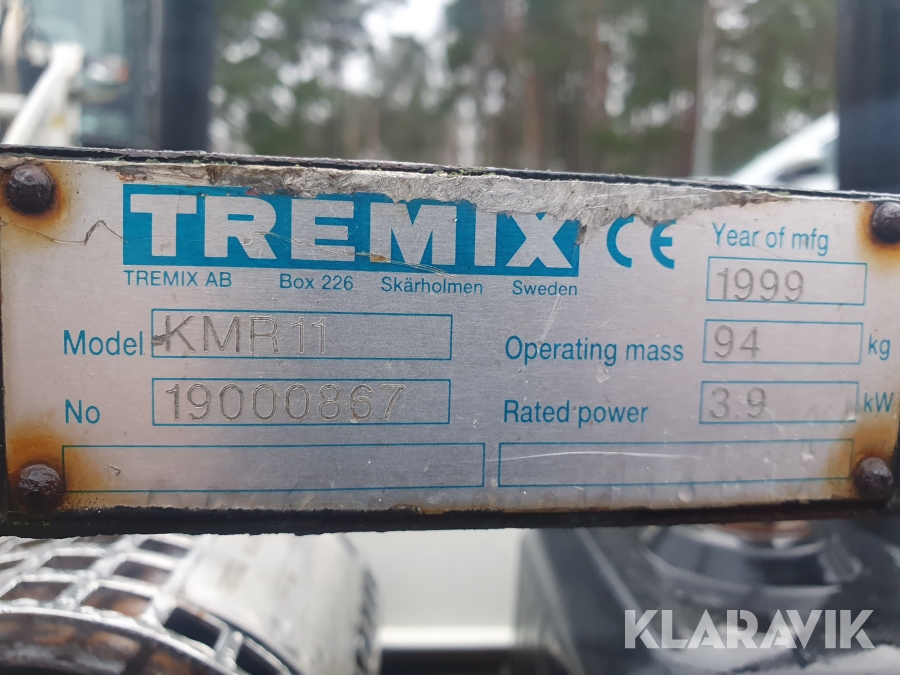 TREMIX
CE
Year of mfg
1999
TREMIX AB Box 226 Skärholmen Sweden
Model KMR11
Operating mass 94 kg
No 19000867
Rated power 3.9 kW
KLARAVIK